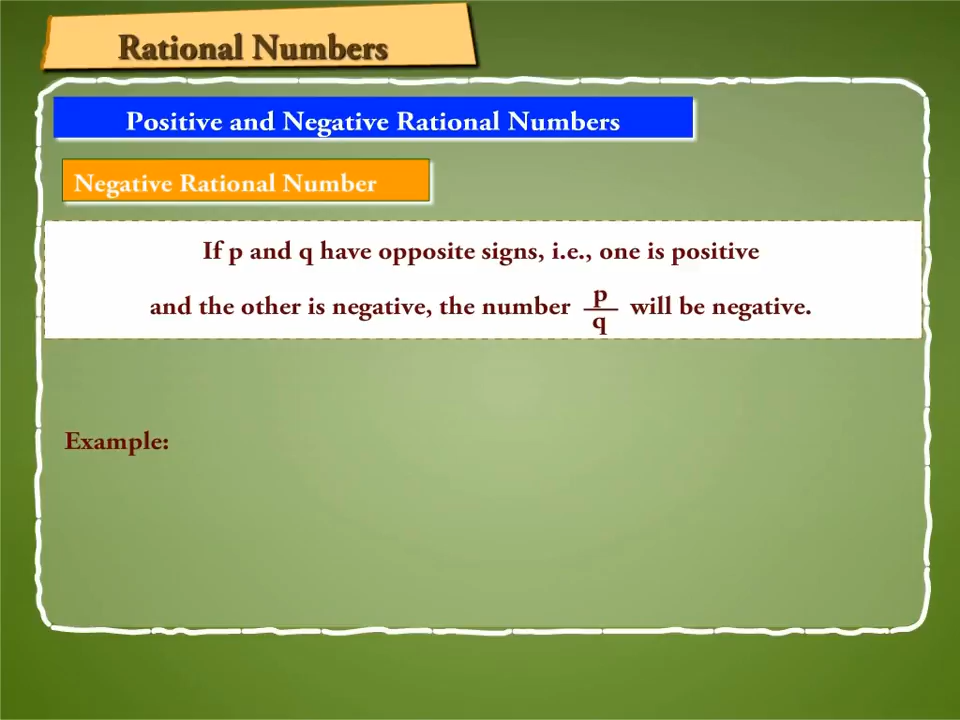 Rational Numbers
Positive and Negative Rational Numbers
Negative Rational Number
If p and q have opposite signs, i.e., one is positive
and the other is negative, the number p/q will be negative.
Example: